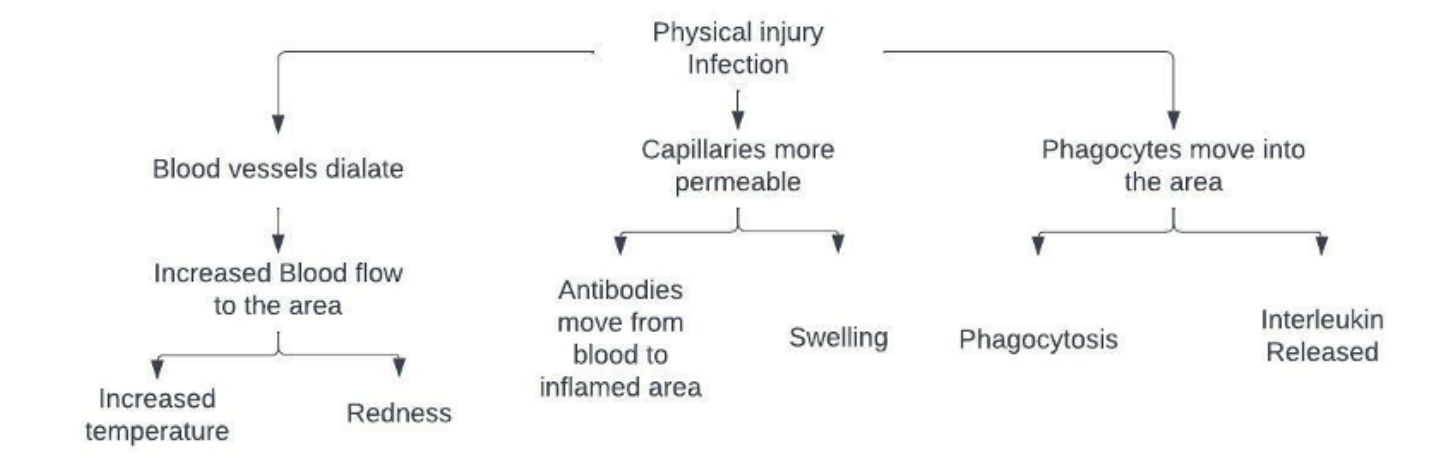 Physical injury
Infection
Blood vessels dialate
Capillaries more
permeable
Phagocytes move into
the area
Increased Blood flow
to the area
Antibodies
move from
blood to
inflamed area
Swelling
Phagocytosis
Interleukin
Released
Increased
temperature
Redness